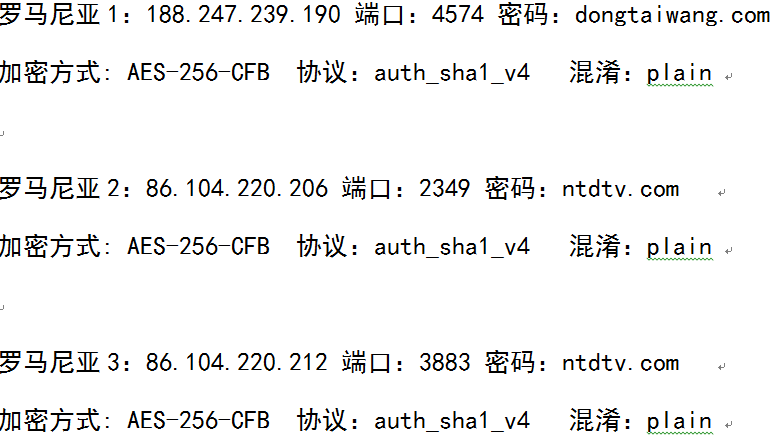 罗马尼亚1：188.247.239.190 端口：4574 密码：dongtaiwang.com
加密方式: AES-256-CFB 协议：auth_sha1_v4 混淆：plain
罗马尼亚2：86.104.220.206 端口：2349 密码：ntdtv.com
加密方式: AES-256-CFB 协议：auth_sha1_v4 混淆：plain
罗马尼亚3：86.104.220.212 端口：3883 密码：ntdtv.com
加密方式: AES-256-CFB 协议：auth_sha1_v4 混淆：plain